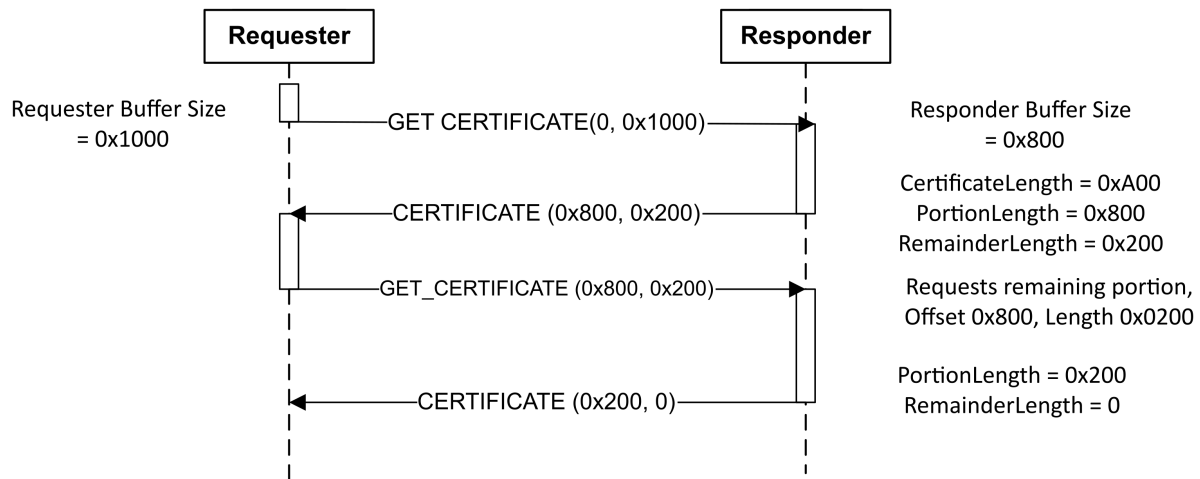 Requester
Responder
Requester Buffer Size
= 0x1000
GET CERTIFICATE(0, 0x1000)
Responder Buffer Size
= 0x800
CertificateLength = 0xA00
PortionLength = 0x800
RemainderLength = 0x200
CERTIFICATE (0x800, 0x200)
GET_CERTIFICATE (0x800, 0x200)
Requests remaining portion,
Offset 0x800, Length 0x0200
PortionLength = 0x200
RemainderLength = 0
CERTIFICATE (0x200, 0)